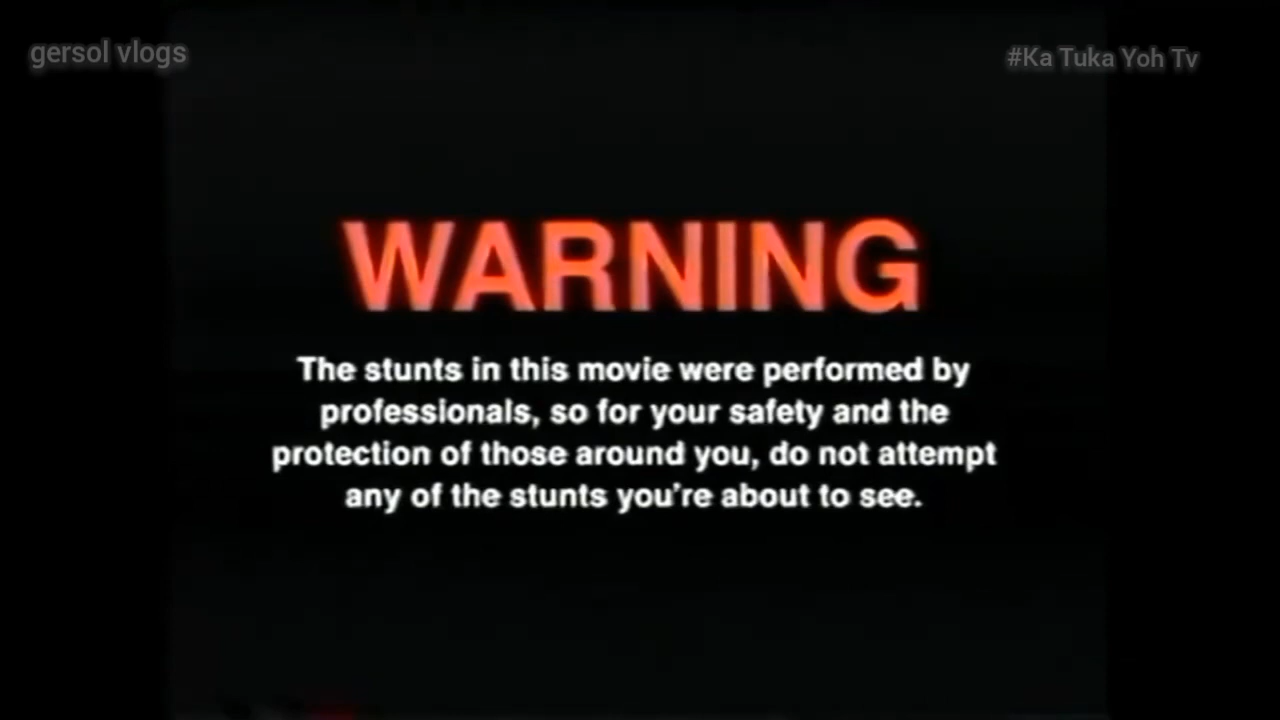 gersol vlogs
#Ka Tuka Yoh Tv
WARNING
The stunts in this movie were performed by
professionals, so for your safety and the
protection of those around you, do not attempt
any of the stunts you're about to see.